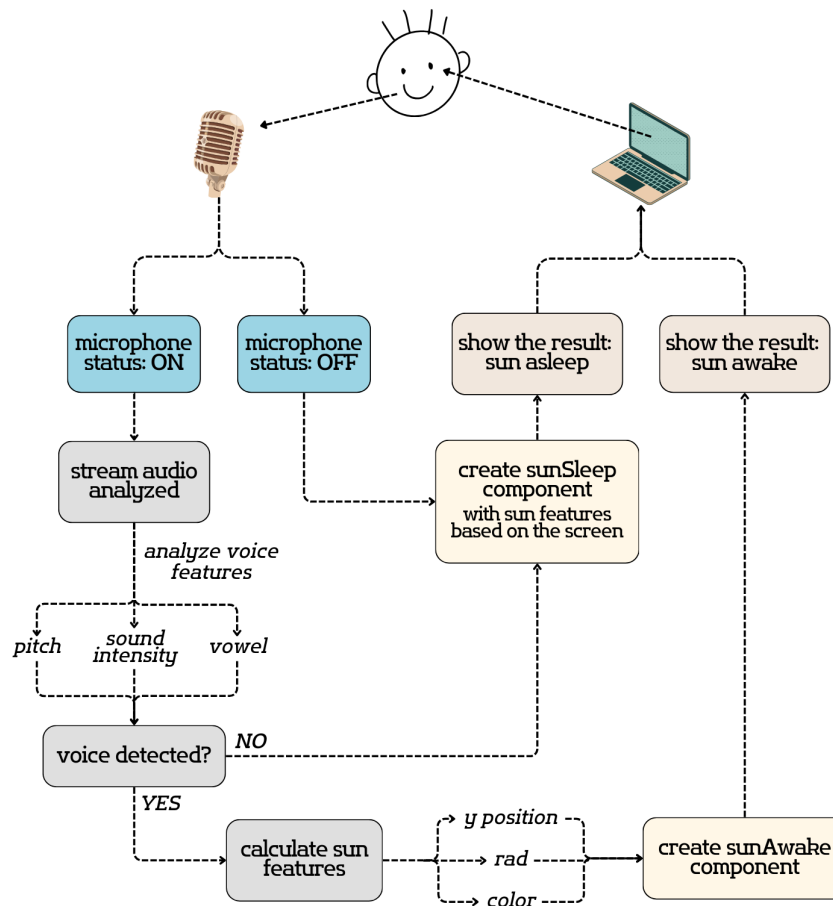 microphone
status: ON
microphone
status: OFF
show the result:
sun asleep
show the result:
sun awake
stream audio
analyzed
create sunSleep
component
with sun features
based on the screen
analyze voice
features
pitch
sound
intensity
vowel
voice detected?
NO
YES
calculate sun
features
y position
rad
color
create sunAwake
component